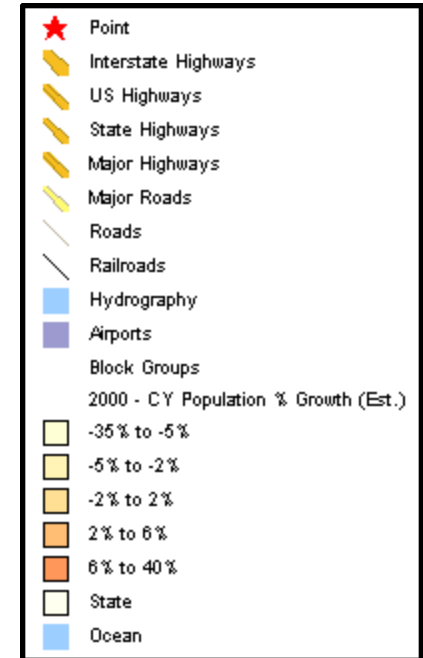 Point
Interstate Highways
US Highways
State Highways
Major Highways
Major Roads
Roads
Railroads
Hydrography
Airports
Block Groups
2000 - CY Population % Growth (Est.)
-35% to -5%
-5% to -2%
-2% to 2%
2% to 6%
6% to 40%
State
Ocean